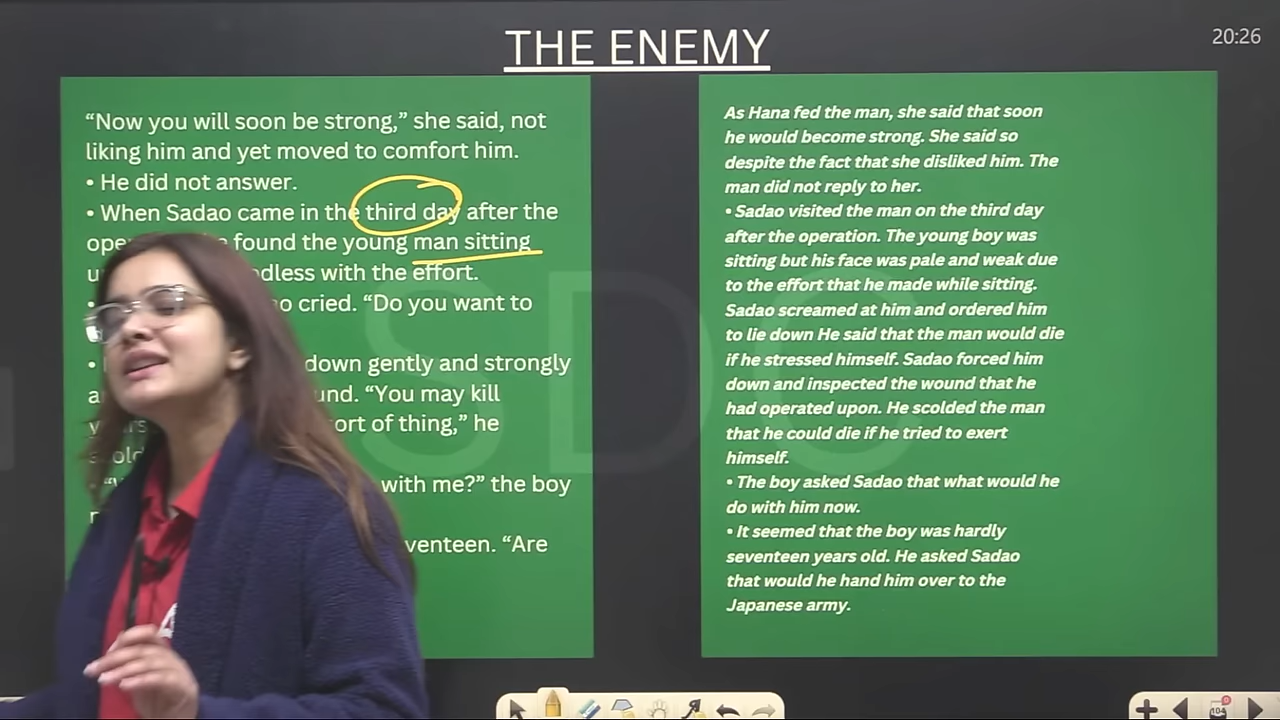 THE ENEMY
20:26
“Now you will soon be strong,” she said, not
liking him and yet moved to comfort him.
• He did not answer.
• When Sadao came in the third day after the
found the young man sitting
with the effort.
cried. “Do you want to
down gently and strongly
“You may kill
of thing,” he
with me?” the boy
“Are
As Hana fed the man, she said that soon
he would become strong. She said so
despite the fact that she disliked him. The
man did not reply to her.
• Sadao visited the man on the third day
after the operation. The young boy was
sitting but his face was pale and weak due
to the effort that he made while sitting.
Sadao screamed at him and ordered him
to lie down He said that the man would die
if he stressed himself. Sadao forced him
down and inspected the wound that he
had operated upon. He scolded the man
that he could die if he tried to exert
himself.
• The boy asked Sadao that what would he
do with him now.
• It seemed that the boy was hardly
seventeen years old. He asked Sadao
that would he hand him over to the
Japanese army.
SDC
104